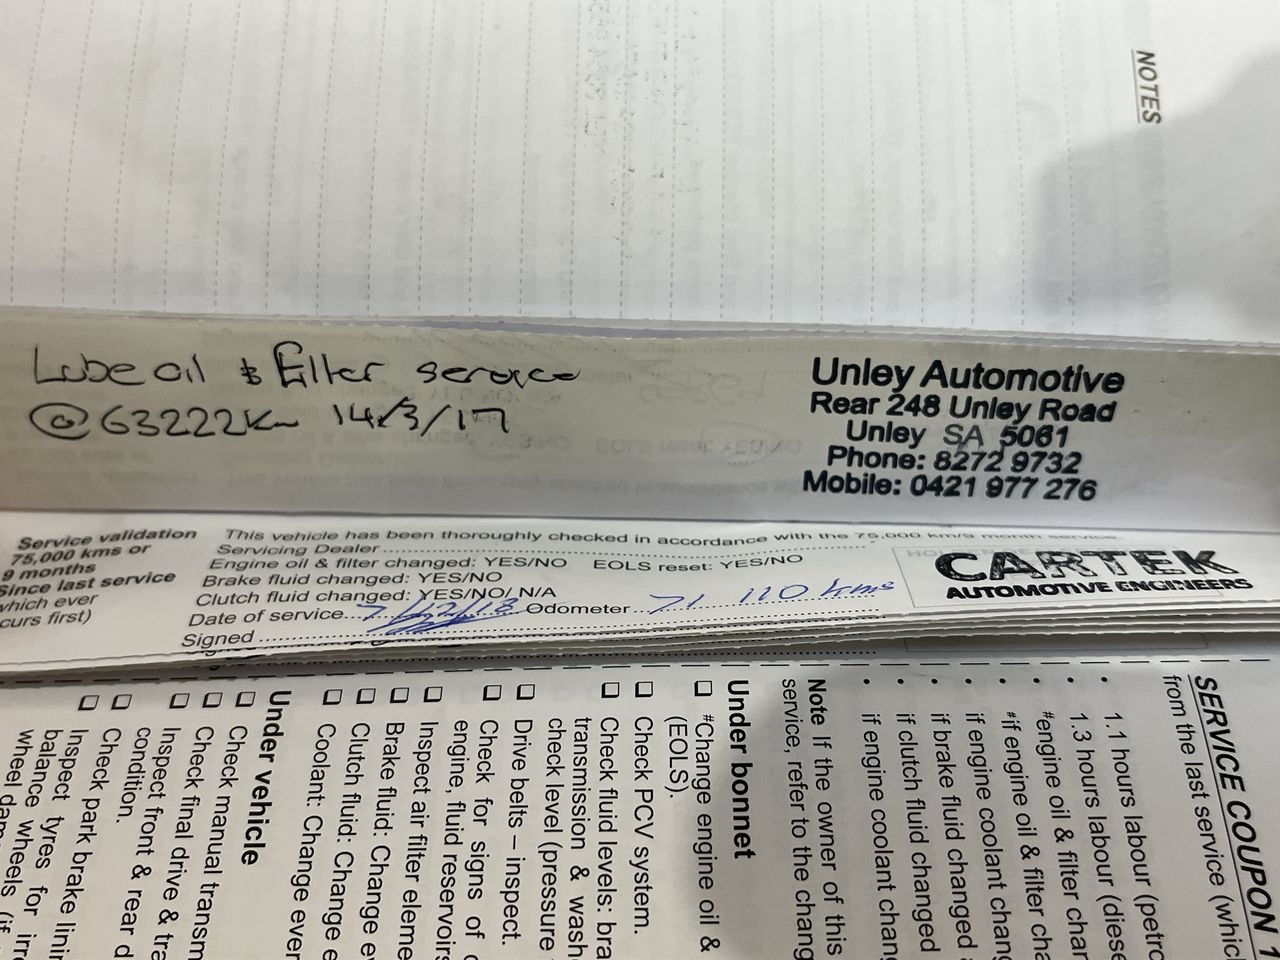 NOTES
Lube oil & Filter service
@ 63222Km 14/3/17
Unley Automotive
Rear 248 Unley Road
Unley SA 5061
Phone: 8272 9732
Mobile: 0421 977 276
Service validation
75,000 kms or
9 months
Since last service
which ever
curs first)
This vehicle has been thoroughly checked in accordance with the 75,000 km/9 month service.
Servicing Dealer
Engine oil & filter changed: YES/NO EOLS reset: YES/NO
Brake fluid changed: YES/NO
Clutch fluid changed: YES/NO/ N/A
Date of service Odometer 71 110 kms
Signed
CARTEK
AUTOMOTIVE ENGINEERS
SERVICE COUPON 1
from the last service (whic
• 1.1 hours labour (petro
• 1.3 hours labour (diese
#engine oil & filter char
• #if engine oil & filter cha
• if engine coolant chang
• if brake fluid changed
• if clutch fluid changed
• if engine coolant chang
Note If the owner of this
service, refer to the chang
Under bonnet
❑ #Change engine oil &
(EOLS).
❑ Check PCV system.
❑ Check fluid levels: bra
transmission & wash
check level (pressure
❑ Drive belts – inspect.
❑ Check for signs of
engine, fluid reservoirs
❑ Inspect air filter eleme
❑ Brake fluid: Change e
❑ Clutch fluid: Change e
❑ Coolant: Change ever
Under vehicle
❑ Check manual transm
❑ Check final drive & tra
❑ Inspect front & rear d
condition.
❑ Check park brake linin
❑ Inspect tyres for irre
balance wheels (if
wheel dam